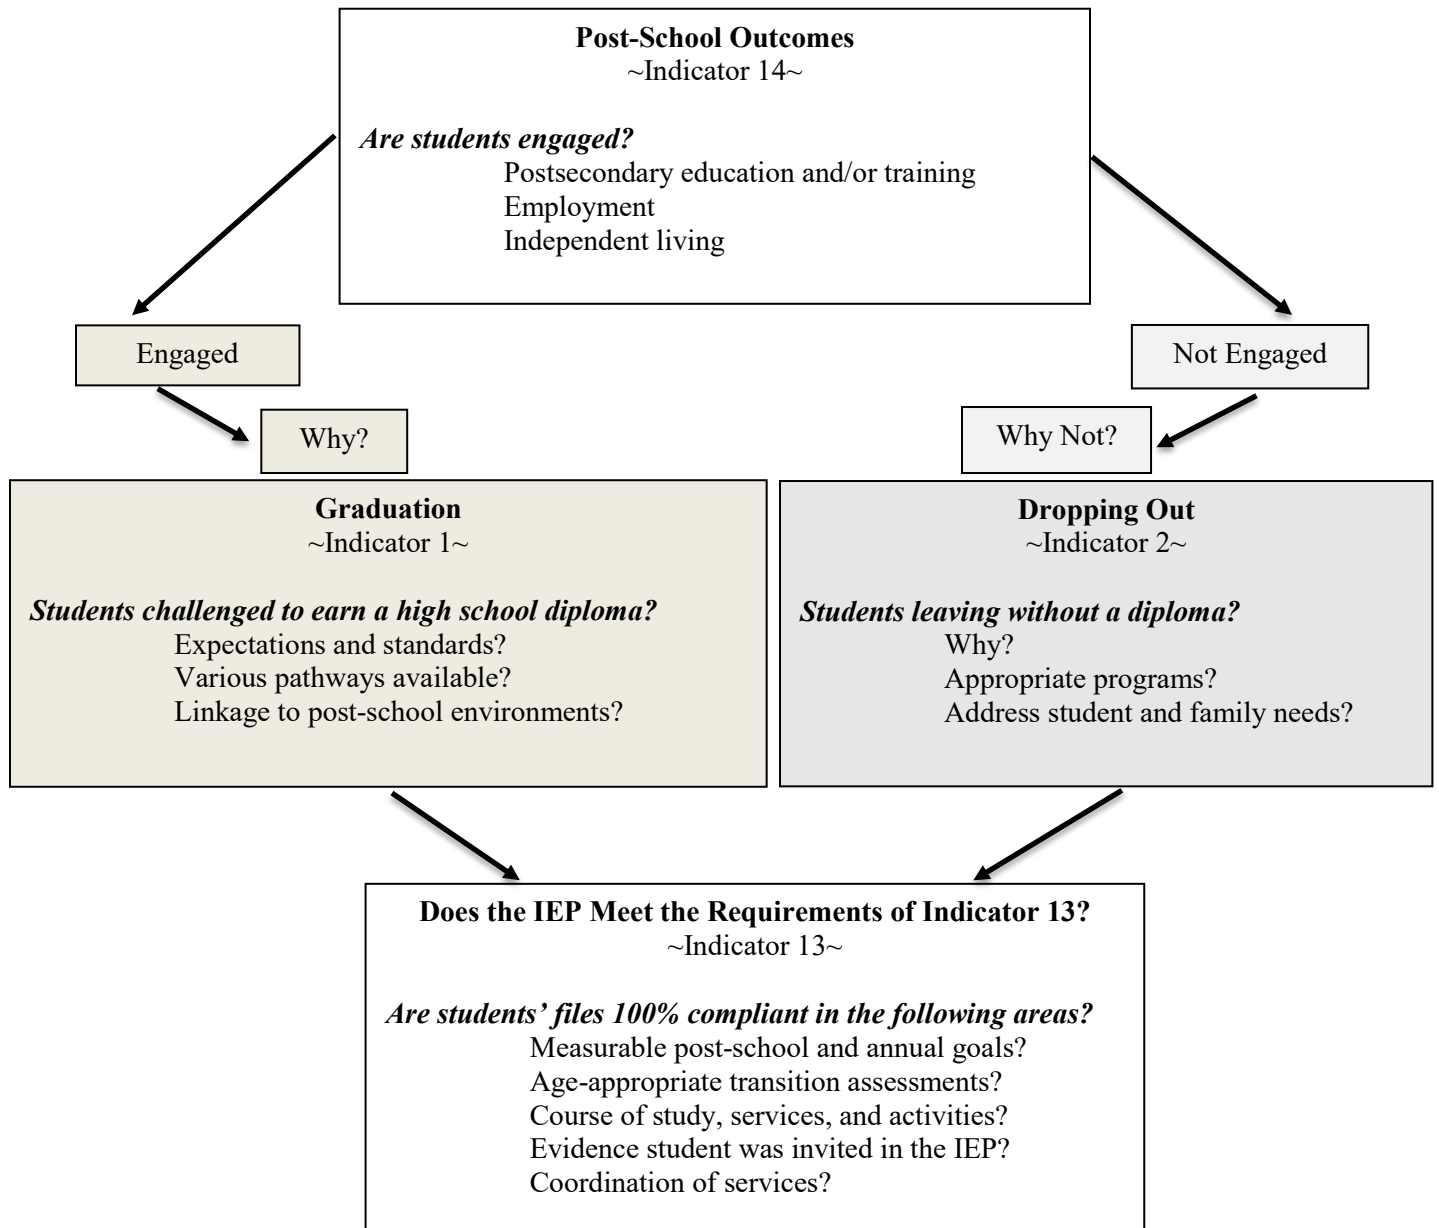 Post-School Outcomes
~Indicator 14~
Are students engaged?
Postsecondary education and/or training
Employment
Independent living
Engaged
Not Engaged
Why?
Why Not?
Graduation
~Indicator 1~
Students challenged to earn a high school diploma?
Expectations and standards?
Various pathways available?
Linkage to post-school environments?
Dropping Out
~Indicator 2~
Students leaving without a diploma?
Why?
Appropriate programs?
Address student and family needs?
Does the IEP Meet the Requirements of Indicator 13?
~Indicator 13~
Are students’ files 100% compliant in the following areas?
Measurable post-school and annual goals?
Age-appropriate transition assessments?
Course of study, services, and activities?
Evidence student was invited in the IEP?
Coordination of services?